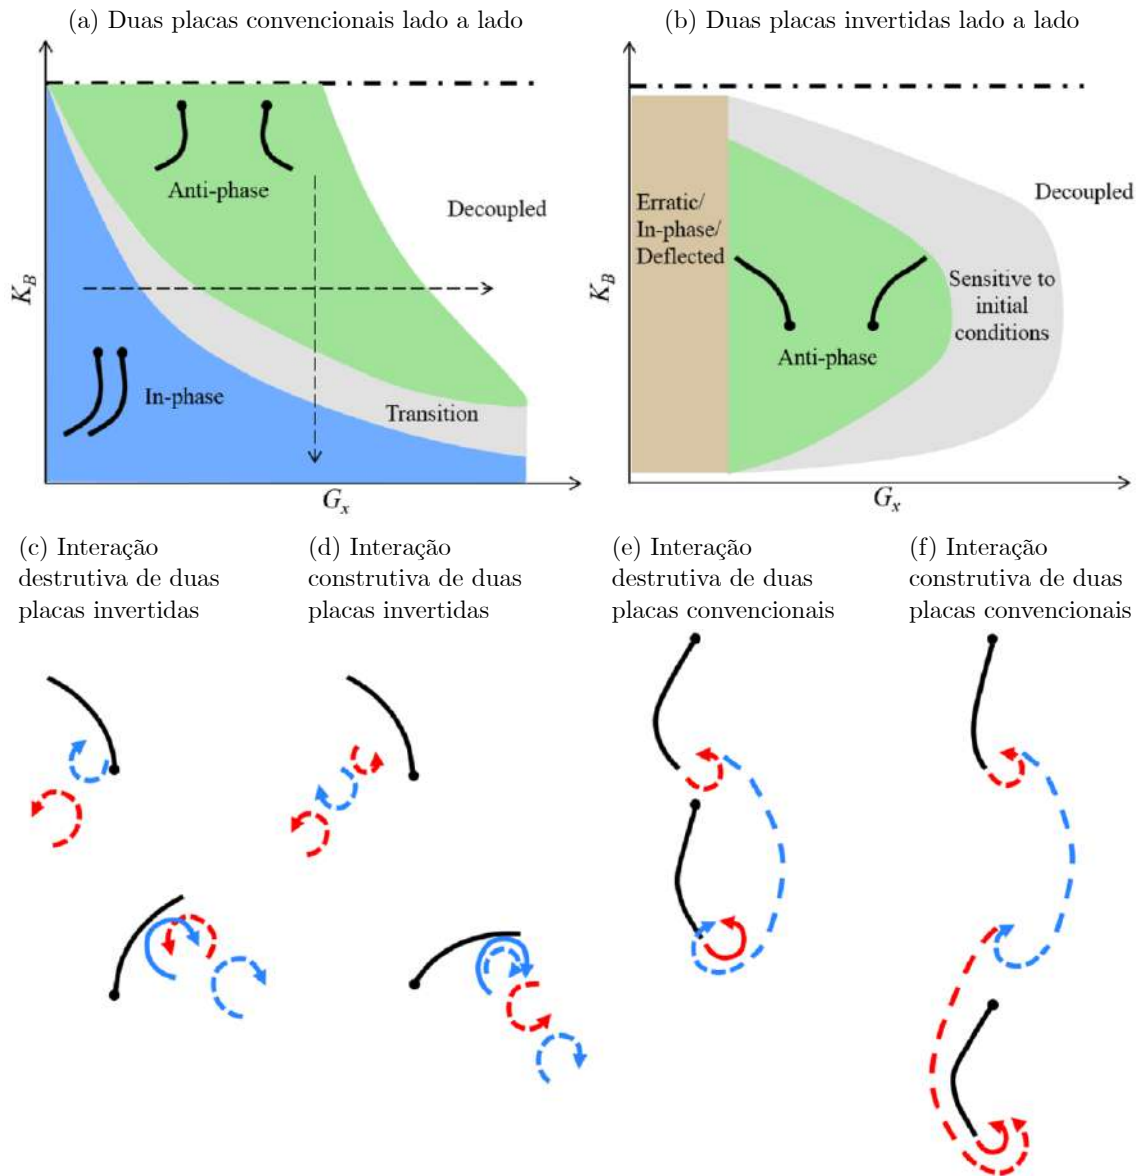 (a) Duas placas convencionais lado a lado
(b) Duas placas invertidas lado a lado
Anti-phase
Decoupled
K_B
In-phase
Transition
G_x
Erratic/
In-phase/
Deflected
Decoupled
K_B
Sensitive to
initial
conditions
Anti-phase
G_x
(c) Interação
destrutiva de duas
placas invertidas
(d) Interação
construtiva de duas
placas invertidas
(e) Interação
destrutiva de duas
placas convencionais
(f) Interação
construtiva de duas
placas convencionais